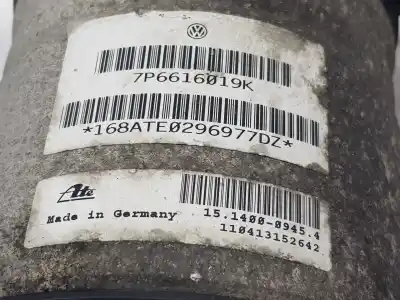 7P6616019K
*168ATE0296977DZ*
Ate
Made in Germany
15.1400-0945.4
110413152642